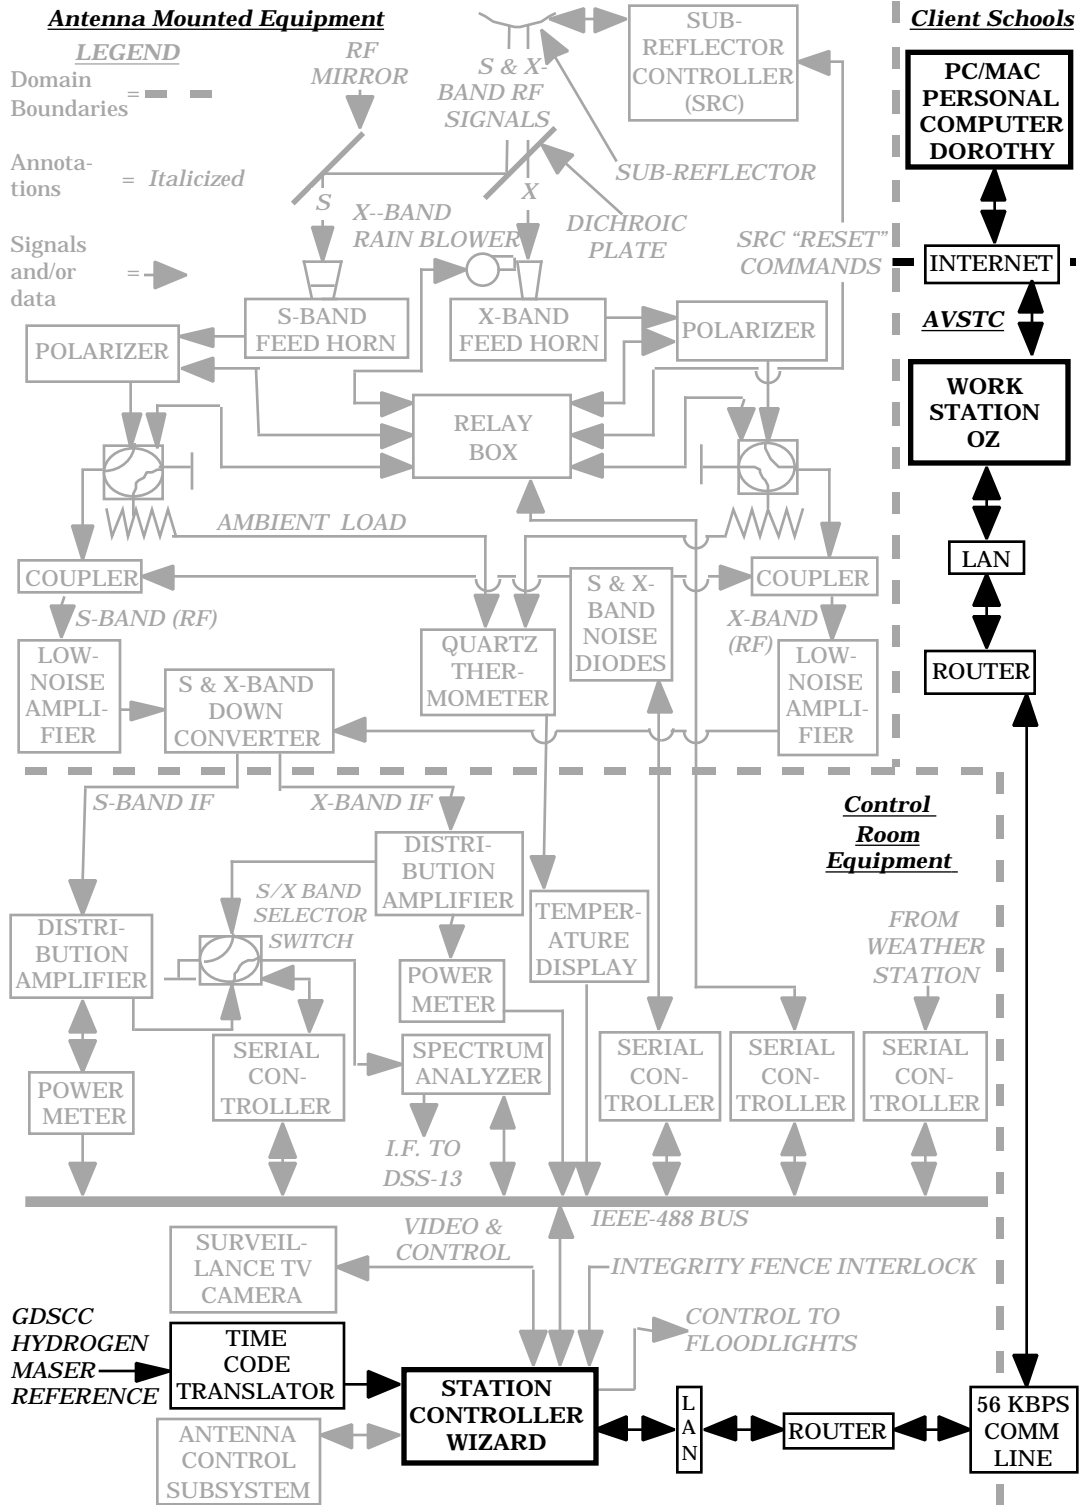 Antenna Mounted Equipment
LEGEND
Domain
Boundaries =
Annota-
tions = Italicized
Signals
and/or =
data
RF
MIRROR
S & X-
BAND RF
SIGNALS
SUB-
REFLECTOR
CONTROLLER
(SRC)
SUB-REFLECTOR
S
X
X--BAND
RAIN BLOWER
DICHROIC
PLATE
SRC "RESET"
COMMANDS
Client Schools
PC/MAC
PERSONAL
COMPUTER
DOROTHY
INTERNET
AVSTC
WORK
STATION
OZ
LAN
ROUTER
S-BAND
FEED HORN
X-BAND
FEED HORN
POLARIZER
POLARIZER
RELAY
BOX
AMBIENT LOAD
COUPLER
COUPLER
S-BAND (RF)
X-BAND
(RF)
S & X-
BAND
NOISE
DIODES
QUARTZ
THER-
MOMETER
LOW-
NOISE
AMPLI-
FIER
S & X-BAND
DOWN
CONVERTER
LOW-
NOISE
AMPLI-
FIER
S-BAND IF
X-BAND IF
Control
Room
Equipment
DISTRI-
BUTION
AMPLIFIER
S/X BAND
SELECTOR
SWITCH
DISTRI-
BUTION
AMPLIFIER
TEMPER-
ATURE
DISPLAY
FROM
WEATHER
STATION
POWER
METER
POWER
METER
SERIAL
CON-
TROLLER
SPECTRUM
ANALYZER
SERIAL
CON-
TROLLER
SERIAL
CON-
TROLLER
SERIAL
CON-
TROLLER
I.F. TO
DSS-13
IEEE-488 BUS
SURVEIL-
LANCE TV
CAMERA
VIDEO &
CONTROL
INTEGRITY FENCE INTERLOCK
CONTROL TO
FLOODLIGHTS
GDSCC
HYDROGEN
MASER
REFERENCE
TIME
CODE
TRANSLATOR
STATION
CONTROLLER
WIZARD
ANTENNA
CONTROL
SUBSYSTEM
L
A
N
ROUTER
56 KBPS
COMM
LINE